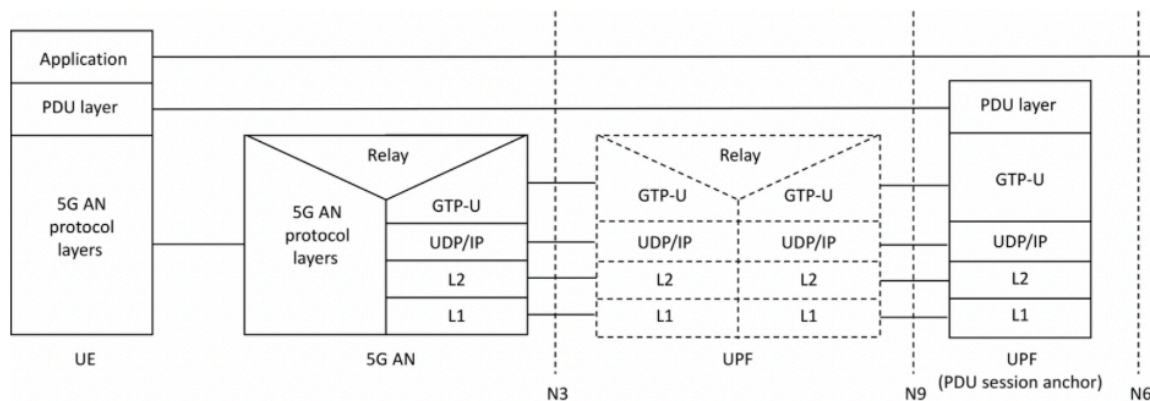 Application
PDU layer
PDU layer
Relay
Relay
5G AN
protocol
layers
5G AN
protocol
layers
GTP-U
GTP-U
GTP-U
GTP-U
UDP/IP
UDP/IP
UDP/IP
UDP/IP
L2
L2
L2
L2
L1
L1
L1
L1
UE
5G AN
UPF
UPF
(PDU session anchor)
N3
N9
N6